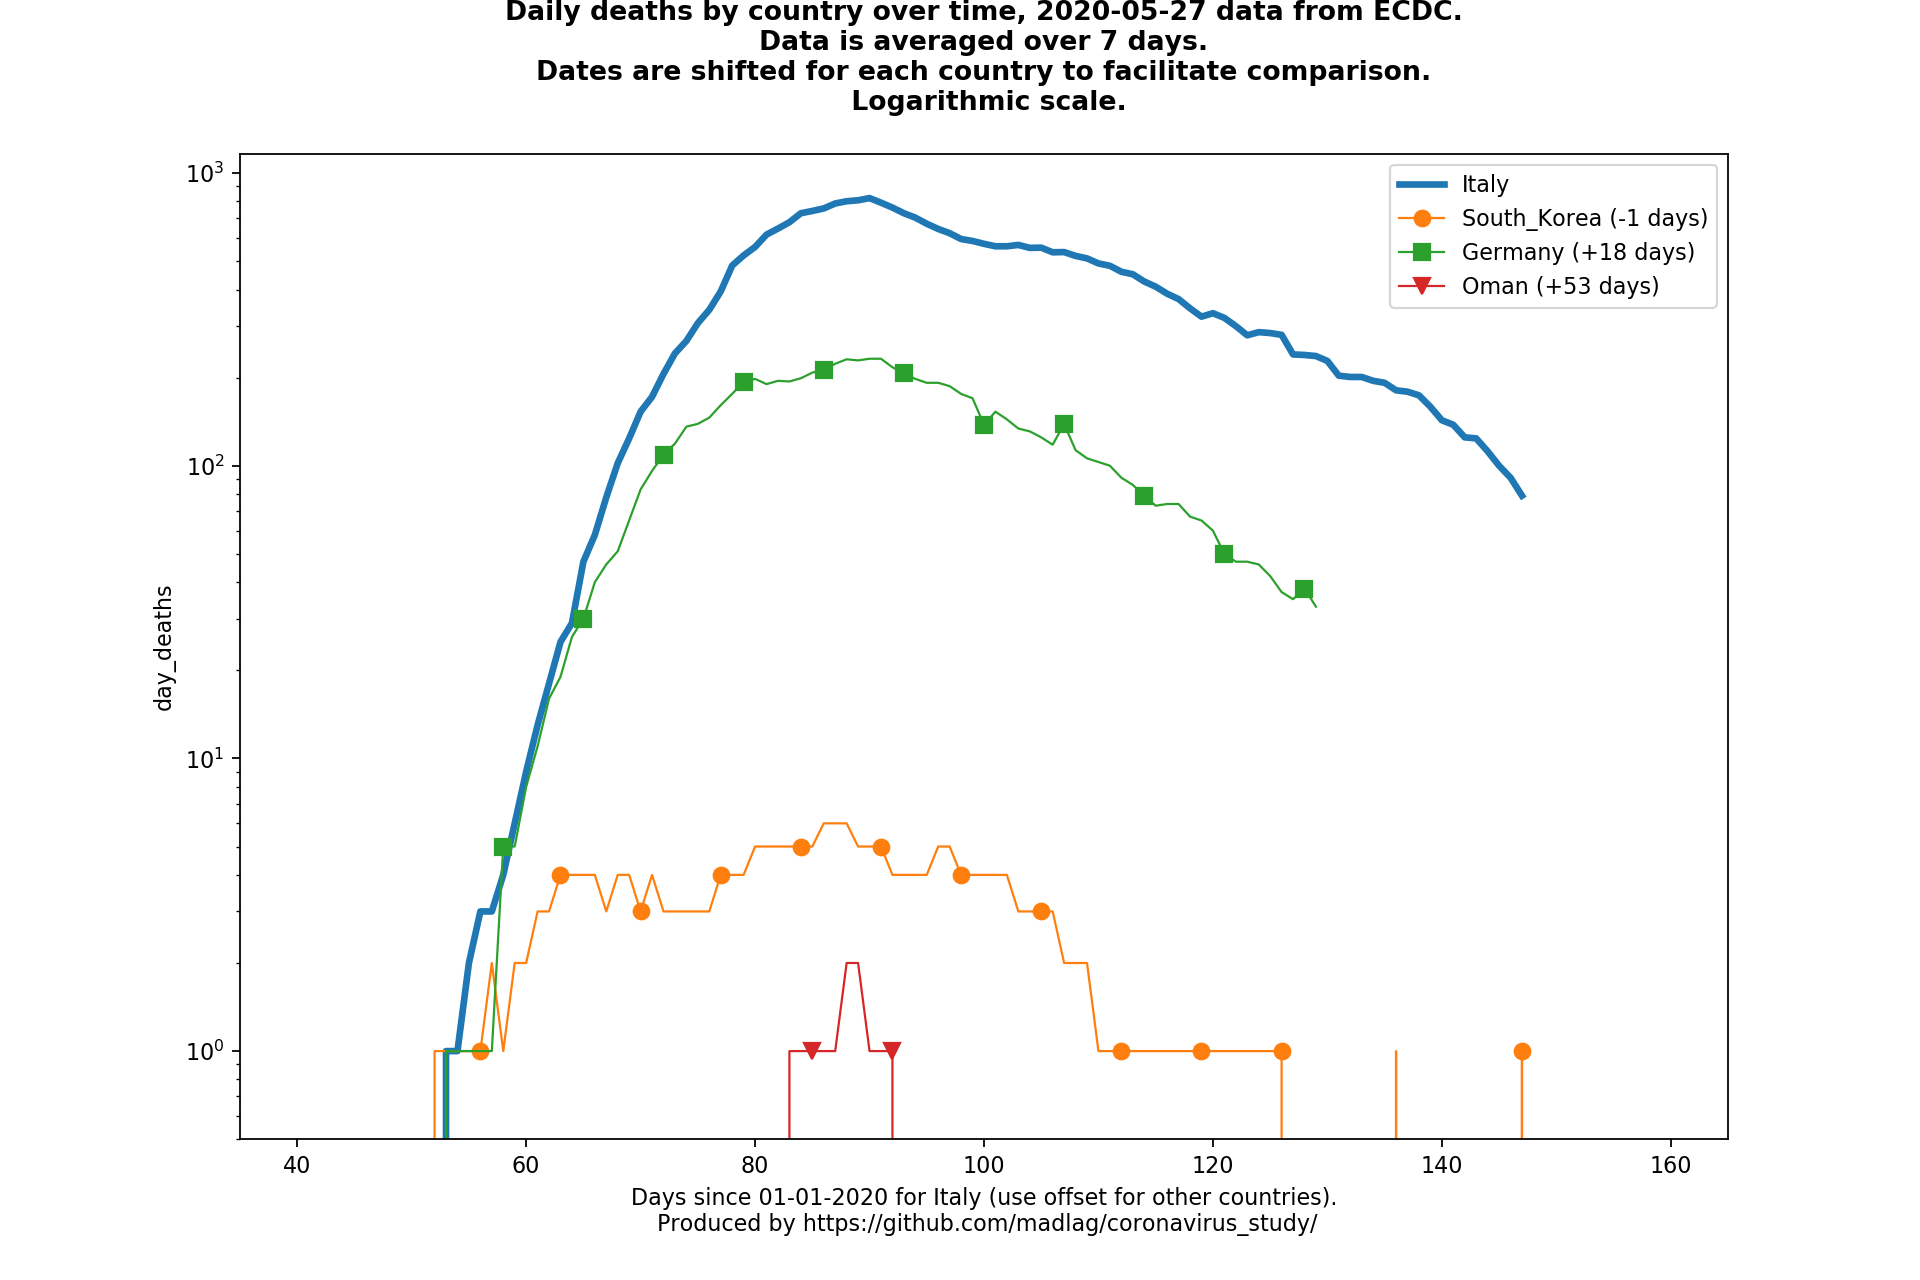 Daily deaths by country over time, 2020-05-27 data from ECDC.
Data is averaged over 7 days.
Dates are shifted for each country to facilitate comparison.
Logarithmic scale.
10³
10²
10¹
10⁰
day_deaths
Italy
South_Korea (-1 days)
Germany (+18 days)
Oman (+53 days)
40 60 80 100 120 140 160
Days since 01-01-2020 for Italy (use offset for other countries).
Produced by https://github.com/madlag/coronavirus_study/